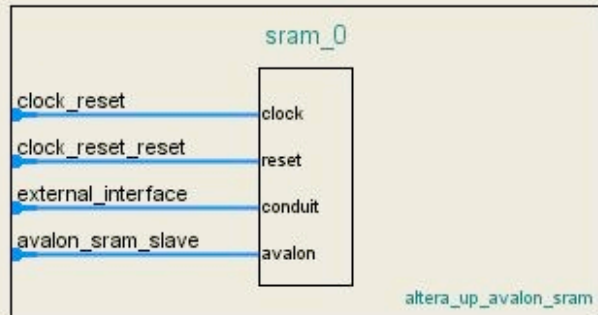 sram_0
clock_reset
clock
clock_reset_reset
reset
external_interface
conduit
avalon_sram_slave
avalon
altera_up_avalon_sram